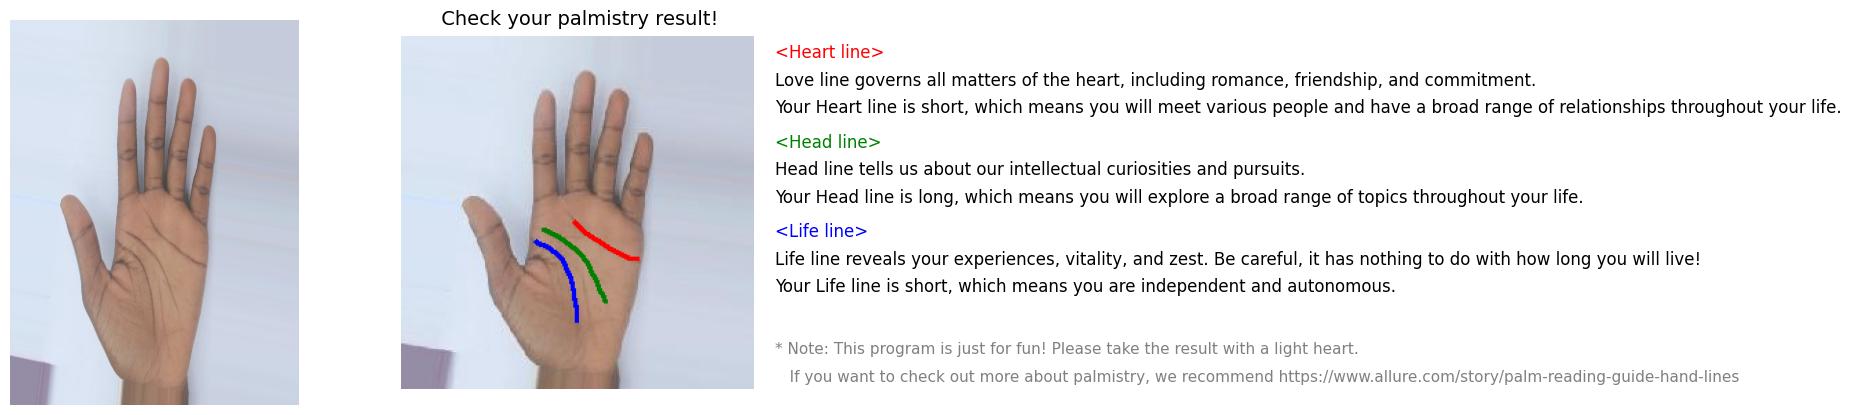 Check your palmistry result!
<Heart line>
Love line governs all matters of the heart, including romance, friendship, and commitment.
Your Heart line is short, which means you will meet various people and have a broad range of relationships throughout your life.
<Head line>
Head line tells us about our intellectual curiosities and pursuits.
Your Head line is long, which means you will explore a broad range of topics throughout your life.
<Life line>
Life line reveals your experiences, vitality, and zest. Be careful, it has nothing to do with how long you will live!
Your Life line is short, which means you are independent and autonomous.
* Note: This program is just for fun! Please take the result with a light heart.
If you want to check out more about palmistry, we recommend https://www.allure.com/story/palm-reading-guide-hand-lines